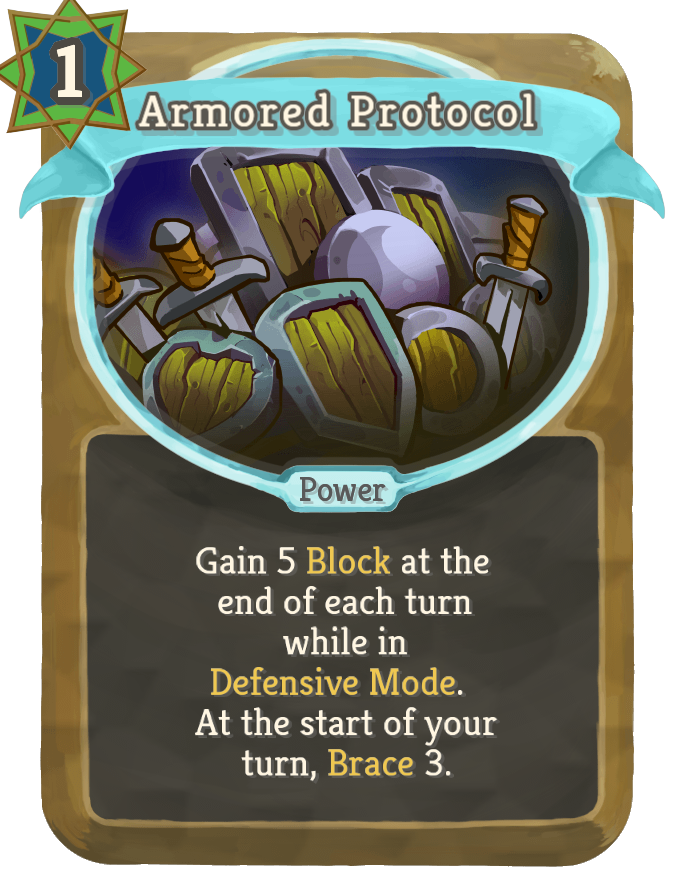 1
Armored Protocol
Power
Gain 5 Block at the
end of each turn
while in
Defensive Mode.
At the start of your
turn, Brace 3.